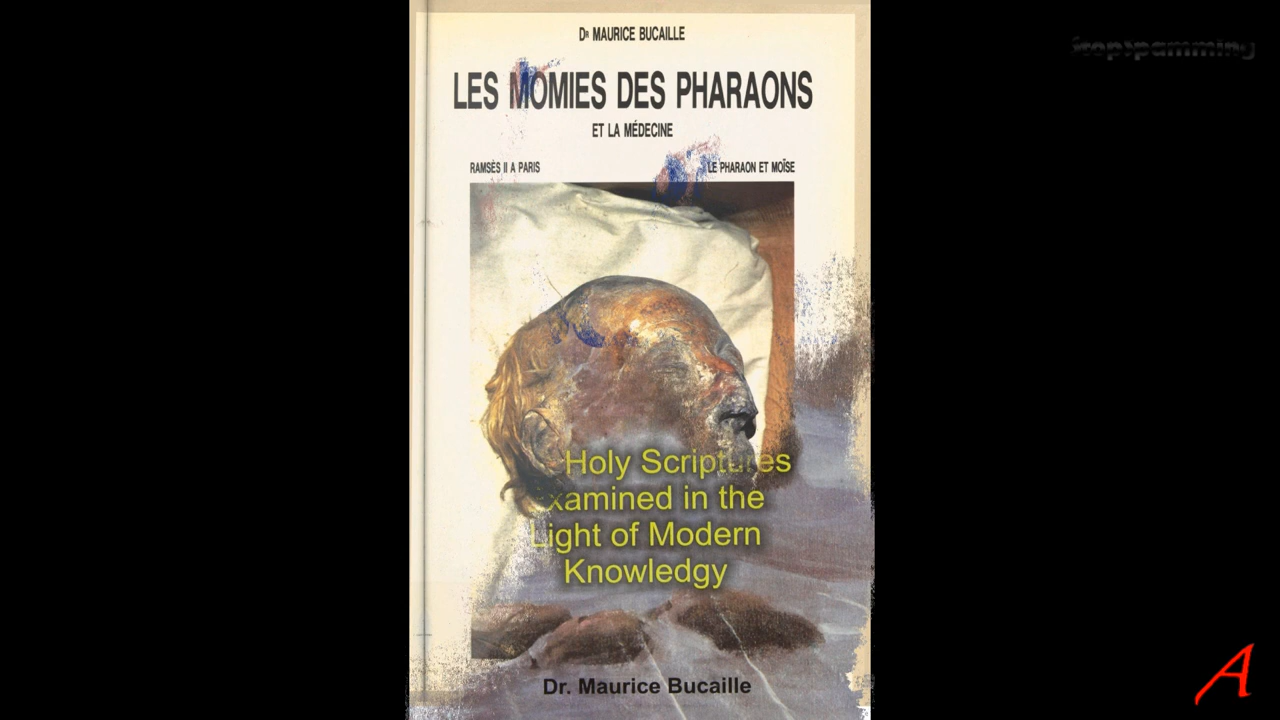 Dr MAURICE BUCAILLE
LES MOMIES DES PHARAONS
ET LA MÉDECINE
RAMSÈS II A PARIS
LE PHARAON ET MOÏSE
Holy Scriptures
xamined in the
Light of Modern
Knowledgy
Dr. Maurice Bucaille
A